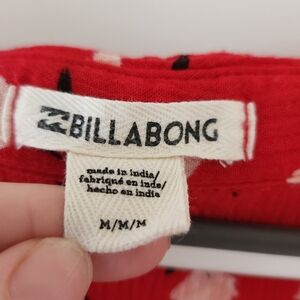 BILLABONG
made in india/
fabriqué en inde/
hecho en india
M/M/M